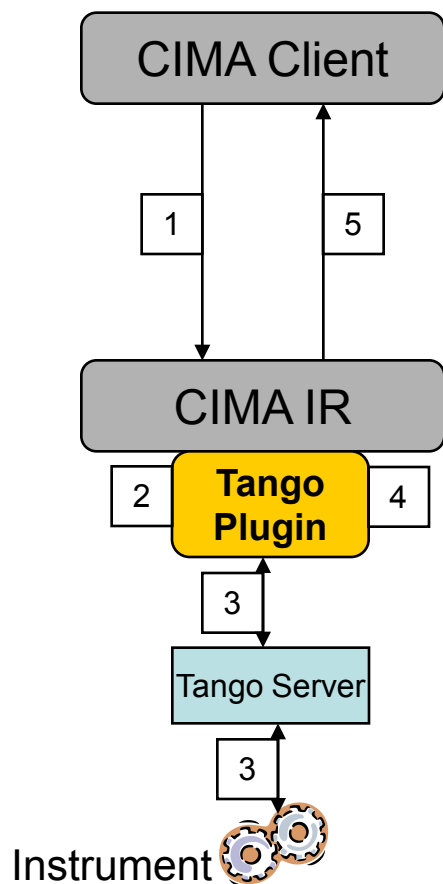 CIMA Client
1
5
CIMA IR
2
Tango
Plugin
4
3
Tango Server
3
Instrument